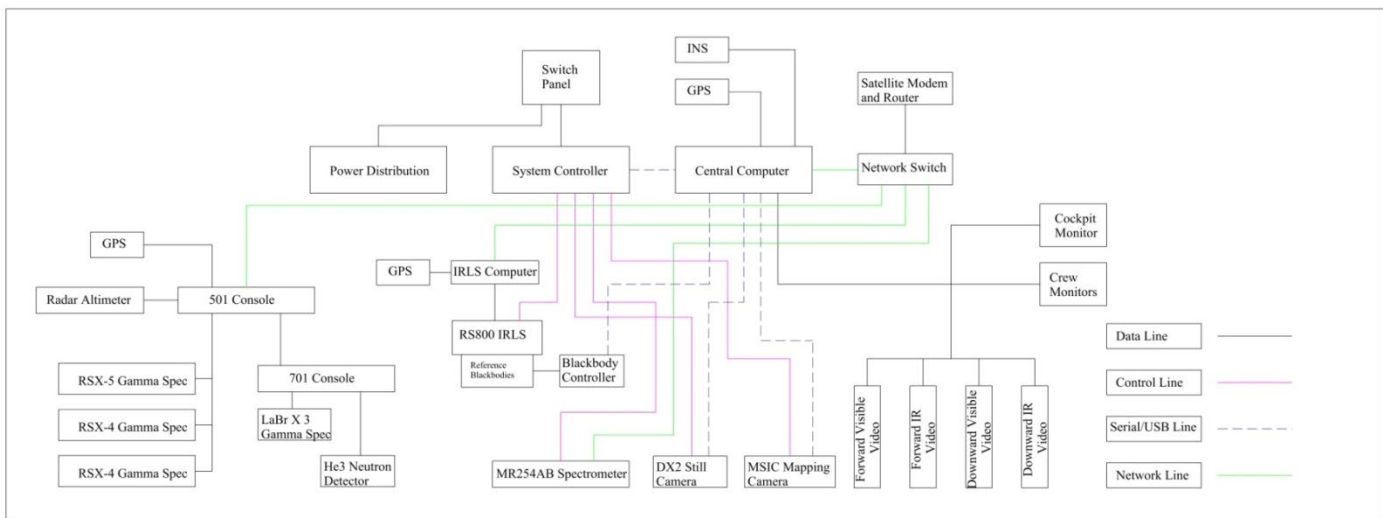 INS
Switch
Panel
GPS
Satellite Modem
and Router
Power Distribution
System Controller
Central Computer
Network Switch
Cockpit
Monitor
GPS
GPS
IRLS Computer
Crew
Monitors
Radar Altimeter
501 Console
RS800 IRLS
Data Line
Reference
Blackbodies
Blackbody
Controller
RSX-5 Gamma Spec
701 Console
Control Line
LaBr X 3
Gamma Spec
RSX-4 Gamma Spec
Forward Visible
Video
Forward IR
Video
Downward Visible
Video
Downward IR
Video
Serial/USB Line
RSX-4 Gamma Spec
He3 Neutron
Detector
MR254AB Spectrometer
DX2 Still
Camera
MSIC Mapping
Camera
Network Line